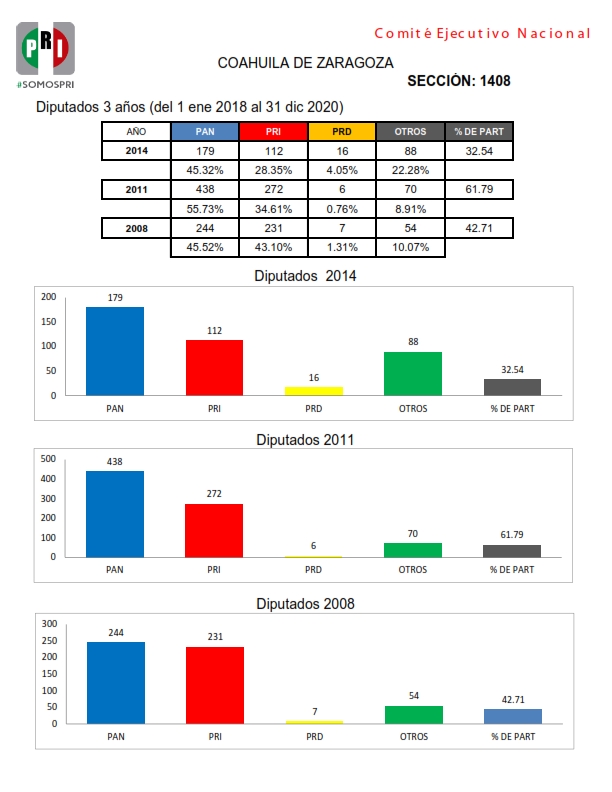 Comité Ejecutivo Nacional
PRI
#SOMOSPRI
COAHUILA DE ZARAGOZA
SECCIÓN: 1408
Diputados 3 años (del 1 ene 2018 al 31 dic 2020)
AÑO PAN PRI PRD OTROS % DE PART
2014 179 112 16 88 32.54
45.32% 28.35% 4.05% 22.28%
2011 438 272 6 70 61.79
55.73% 34.61% 0.76% 8.91%
2008 244 231 7 54 42.71
45.52% 43.10% 1.31% 10.07%
Diputados 2014
200
150
100
50
0
179
112
16
88
32.54
PAN PRI PRD OTROS % DE PART
Diputados 2011
500
400
300
200
100
0
438
272
6
70
61.79
PAN PRI PRD OTROS % DE PART
Diputados 2008
300
250
200
150
100
50
0
244
231
7
54
42.71
PAN PRI PRD OTROS % DE PART